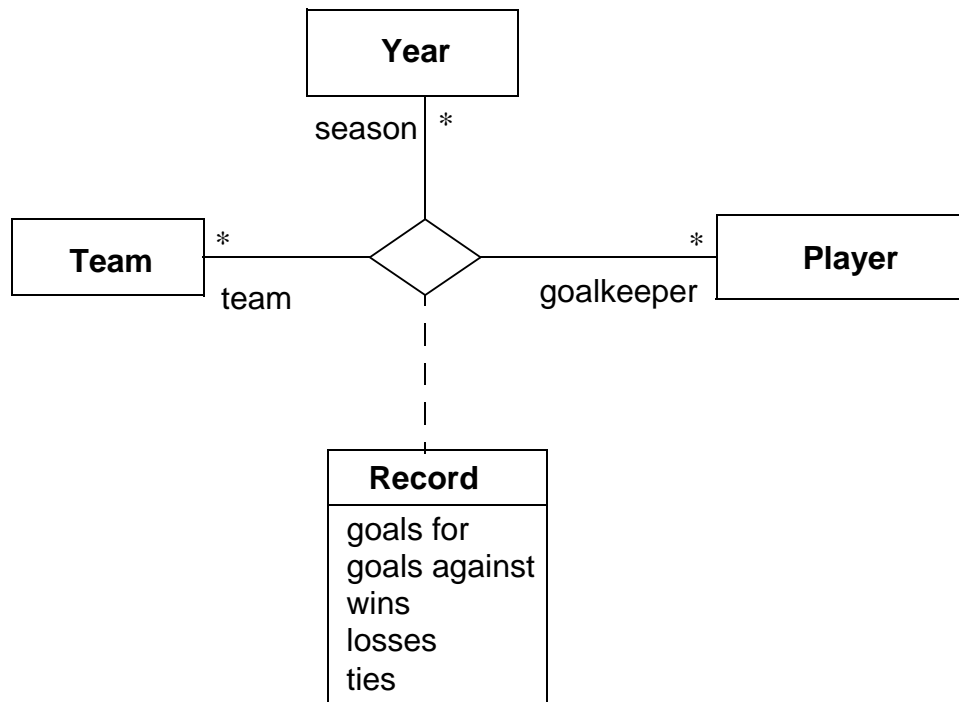 Year
season *
Team
*
team
*
goalkeeper
Player
Record
goals for
goals against
wins
losses
ties